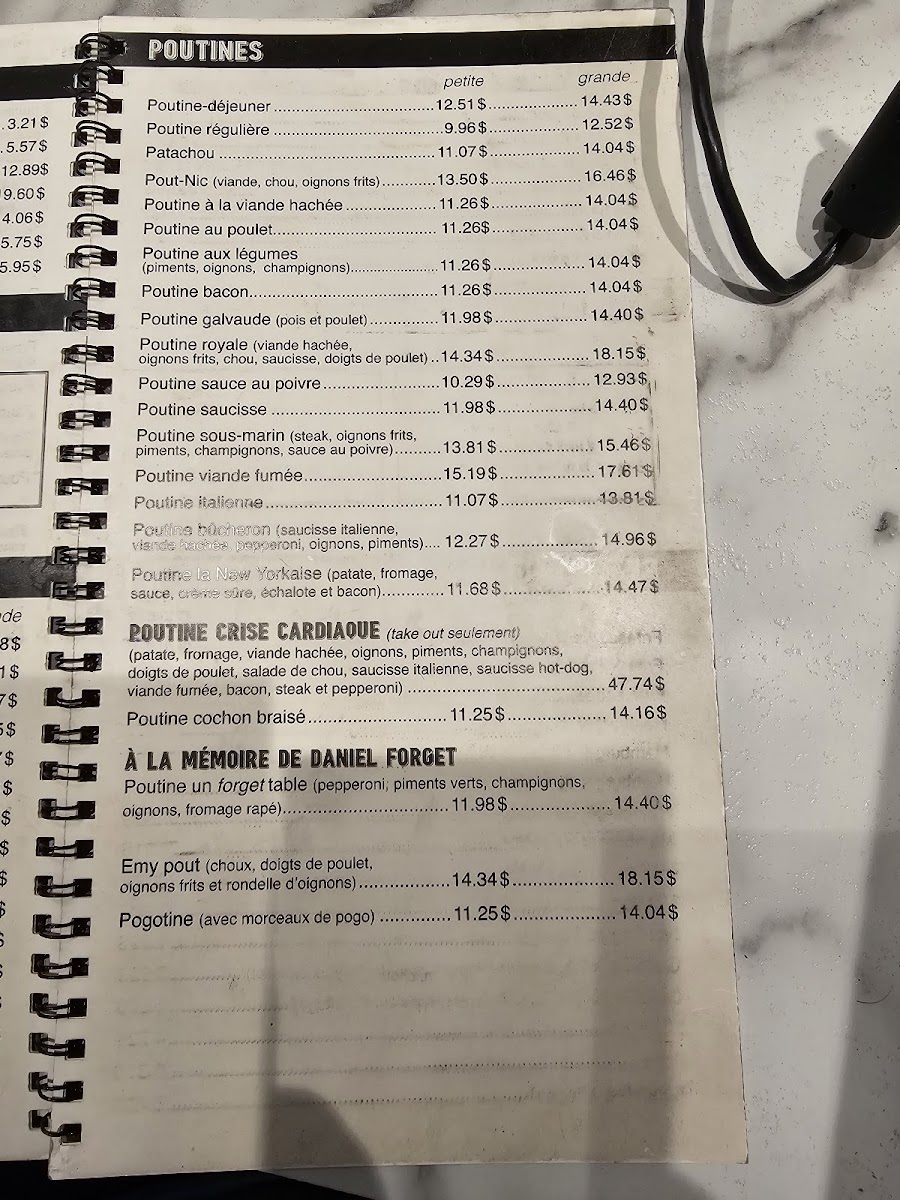 POUTINES
petite grande
Poutine-déjeuner 12.51$ 14.43$
Poutine régulière 9.96$ 12.52$
Patachou 11.07$ 14.04$
Pout-Nic (viande, chou, oignons frits) 13.50$ 16.46$
Poutine à la viande hachée 11.26$ 14.04$
Poutine au poulet 11.26$ 14.04$
Poutine aux légumes
(piments, oignons, champignons) 11.26$ 14.04$
Poutine bacon 11.26$ 14.04$
Poutine galvaude (pois et poulet) 11.98$ 14.40$
Poutine royale (viande hachée,
oignons frits, chou, saucisse, doigts de poulet) 14.34$ 18.15$
Poutine sauce au poivre 10.29$ 12.93$
Poutine saucisse 11.98$ 14.40$
Poutine sous-marin (steak, oignons frits,
piments, champignons, sauce au poivre) 13.81$ 15.46$
Poutine viande fumée 15.19$ 17.61$
Poutine italienne 11.07$ 13.81$
Poutine bûcheron (saucisse italienne,
viande hachée, pepperoni, oignons, piments) 12.27$ 14.96$
Poutine la New Yorkaise (patate, fromage,
sauce, crème sûre, échalote et bacon) 11.68$ 14.47$
POUTINE CRISE CARDIAQUE (take out seulement)
(patate, fromage, viande hachée, oignons, piments, champignons,
doigts de poulet, salade de chou, saucisse italienne, saucisse hot-dog,
viande fumée, bacon, steak et pepperoni) 47.74$
Poutine cochon braisé 11.25$ 14.16$
À LA MÉMOIRE DE DANIEL FORGET
Poutine un forget table (pepperoni, piments verts, champignons,
oignons, fromage rapé) 11.98$ 14.40$
Emy pout (choux, doigts de poulet,
oignons frits et rondelle d'oignons) 14.34$ 18.15$
Pogotine (avec morceaux de pogo) 11.25$ 14.04$
3.21$
5.57$
12.89$
9.60$
4.06$
5.75$
5.95$